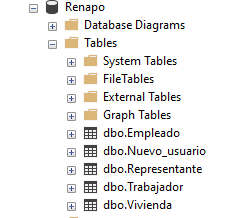 Renapo
Database Diagrams
Tables
System Tables
FileTables
External Tables
Graph Tables
dbo.Empleado
dbo.Nuevo_usuario
dbo.Representante
dbo.Trabajador
dbo.Vivienda